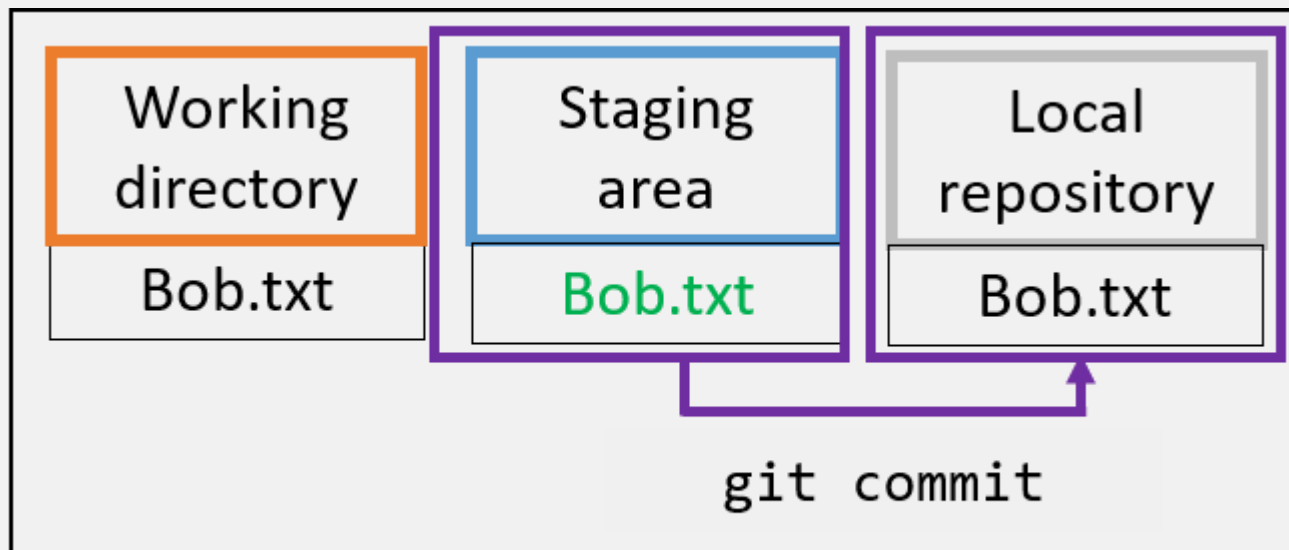 Working
directory
Bob.txt
Staging
area
Bob.txt
Local
repository
Bob.txt
git commit